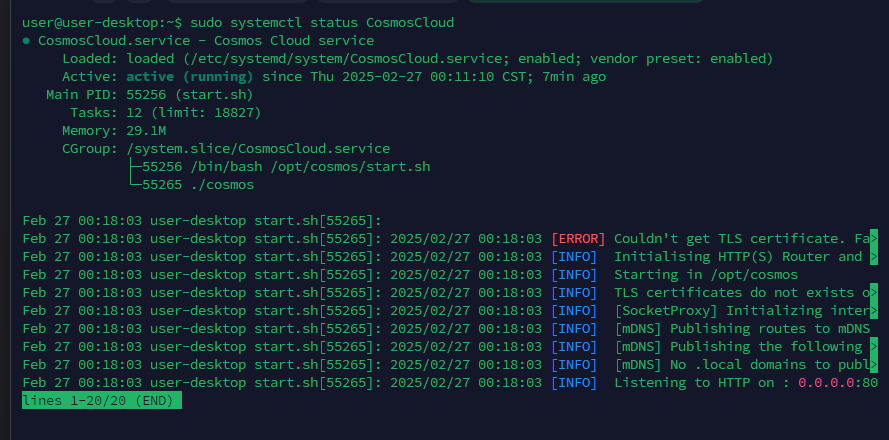 user@user-desktop:~$ sudo systemctl status CosmosCloud
● CosmosCloud.service - Cosmos Cloud service
     Loaded: loaded (/etc/systemd/system/CosmosCloud.service; enabled; vendor preset: enabled)
     Active: active (running) since Thu 2025-02-27 00:11:10 CST; 7min ago
   Main PID: 55256 (start.sh)
      Tasks: 12 (limit: 18827)
     Memory: 29.1M
     CGroup: /system.slice/CosmosCloud.service
             ├─55256 /bin/bash /opt/cosmos/start.sh
             └─55265 ./cosmos

Feb 27 00:18:03 user-desktop start.sh[55265]:
Feb 27 00:18:03 user-desktop start.sh[55265]: 2025/02/27 00:18:03 [ERROR] Couldn't get TLS certificate. Fa>
Feb 27 00:18:03 user-desktop start.sh[55265]: 2025/02/27 00:18:03 [INFO]  Initialising HTTP(S) Router and >
Feb 27 00:18:03 user-desktop start.sh[55265]: 2025/02/27 00:18:03 [INFO]  Starting in /opt/cosmos
Feb 27 00:18:03 user-desktop start.sh[55265]: 2025/02/27 00:18:03 [INFO]  TLS certificates do not exists o>
Feb 27 00:18:03 user-desktop start.sh[55265]: 2025/02/27 00:18:03 [INFO]  [SocketProxy] Initializing inter>
Feb 27 00:18:03 user-desktop start.sh[55265]: 2025/02/27 00:18:03 [INFO]  [mDNS] Publishing routes to mDNS
Feb 27 00:18:03 user-desktop start.sh[55265]: 2025/02/27 00:18:03 [INFO]  [mDNS] Publishing the following >
Feb 27 00:18:03 user-desktop start.sh[55265]: 2025/02/27 00:18:03 [INFO]  [mDNS] No .local domains to publ>
Feb 27 00:18:03 user-desktop start.sh[55265]: 2025/02/27 00:18:03 [INFO]  Listening to HTTP on : 0.0.0.0:80
lines 1-20/20 (END)